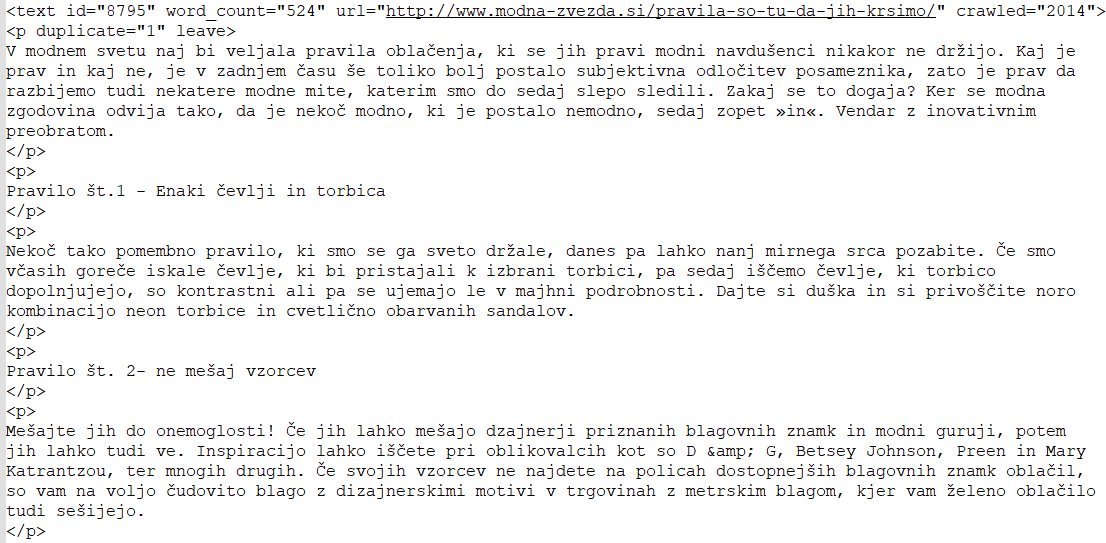 <text id="8795" word_count="524" url="http://www.modna-zvezda.si/pravila-so-tu-da-jih-krsimo/" crawled="2014">
<p duplicate="1" leave>
V modnem svetu naj bi veljala pravila oblačenja, ki se jih pravi modni navdušenci nikakor ne držijo. Kaj je
prav in kaj ne, je v zadnjem času še toliko bolj postalo subjektivna odločitev posameznika, zato je prav da
razbijemo tudi nekatere modne mite, katerim smo do sedaj slepo sledili. Zakaj se to dogaja? Ker se modna
zgodovina odvija tako, da je nekoč modno, ki je postalo nemodno, sedaj zopet »in«. Vendar z inovativnim
preobratom.
</p>
<p>
Pravilo št.1 - Enaki čevlji in torbica
</p>
<p>
Nekoč tako pomembno pravilo, ki smo se ga sveto držale, danes pa lahko nanj mirnega srca pozabite. Če smo
včasih goreče iskale čevlje, ki bi pristajali k izbrani torbici, pa sedaj iščemo čevlje, ki torbico
dopolnjujejo, so kontrastni ali pa se ujemajo le v majhni podrobnosti. Dajte si duška in si privoščite noro
kombinacijo neon torbice in cvetlično obarvanih sandalov.
</p>
<p>
Pravilo št. 2- ne mešaj vzorcev
</p>
<p>
Mešajte jih do onemoglosti! Če jih lahko mešajo dzajnerji priznanih blagovnih znamk in modni guruji, potem
jih lahko tudi ve. Inspiracijo lahko iščete pri oblikovalcih kot so D &amp; G, Betsey Johnson, Preen in Mary
Katrantzou, ter mnogih drugih. Če svojih vzorcev ne najdete na policah dostopnejših blagovnih znamk oblačil,
so vam na voljo čudovito blago z dizajnerskimi motivi v trgovinah z metrskim blagom, kjer vam želeno oblačilo
tudi sešijejo.
</p>